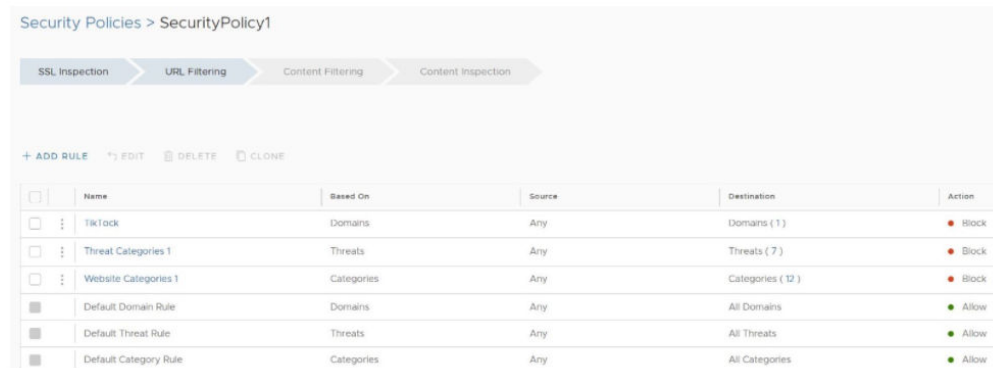 Security Policies > SecurityPolicy1
SSL Inspection URL Filtering Content Filtering Content Inspection
+ ADD RULE EDIT DELETE CLONE
Name Based On Source Destination Action
TikTock Domains Any Domains ( 1 ) Block
Threat Categories 1 Threats Any Threats ( 7 ) Block
Website Categories 1 Categories Any Categories ( 12 ) Block
Default Domain Rule Domains Any All Domains Allow
Default Threat Rule Threats Any All Threats Allow
Default Category Rule Categories Any All Categories Allow